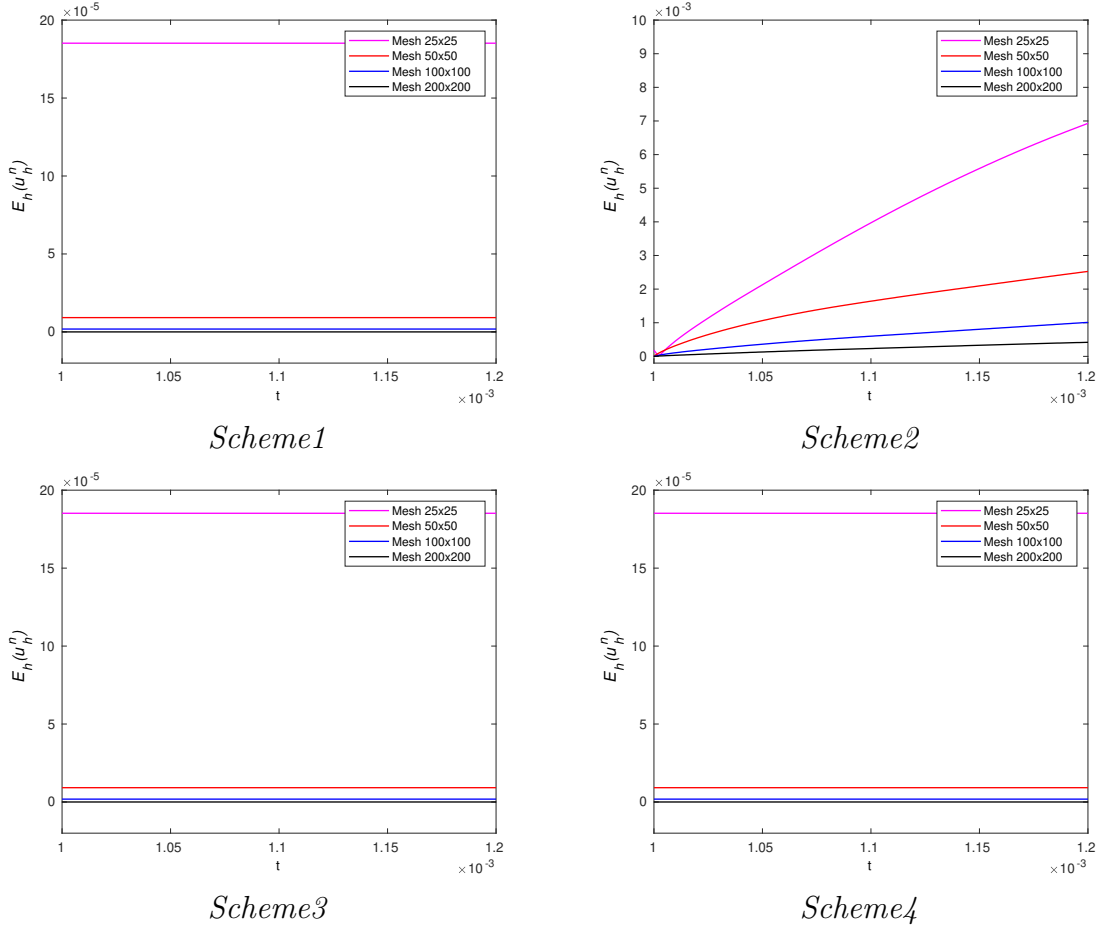 ×10⁻⁵
20
15
10
5
0
E_h(u_h^n)
1 1.05 1.1 1.15 1.2
t
×10⁻³
Mesh 25x25
Mesh 50x50
Mesh 100x100
Mesh 200x200
Scheme1
×10⁻³
10
9
8
7
6
5
4
3
2
1
0
E_h(u_h^n)
1 1.05 1.1 1.15 1.2
t
×10⁻³
Mesh 25x25
Mesh 50x50
Mesh 100x100
Mesh 200x200
Scheme2
×10⁻⁵
20
15
10
5
0
E_h(u_h^n)
1 1.05 1.1 1.15 1.2
t
×10⁻³
Mesh 25x25
Mesh 50x50
Mesh 100x100
Mesh 200x200
Scheme3
×10⁻⁵
20
15
10
5
0
E_h(u_h^n)
1 1.05 1.1 1.15 1.2
t
×10⁻³
Mesh 25x25
Mesh 50x50
Mesh 100x100
Mesh 200x200
Scheme4